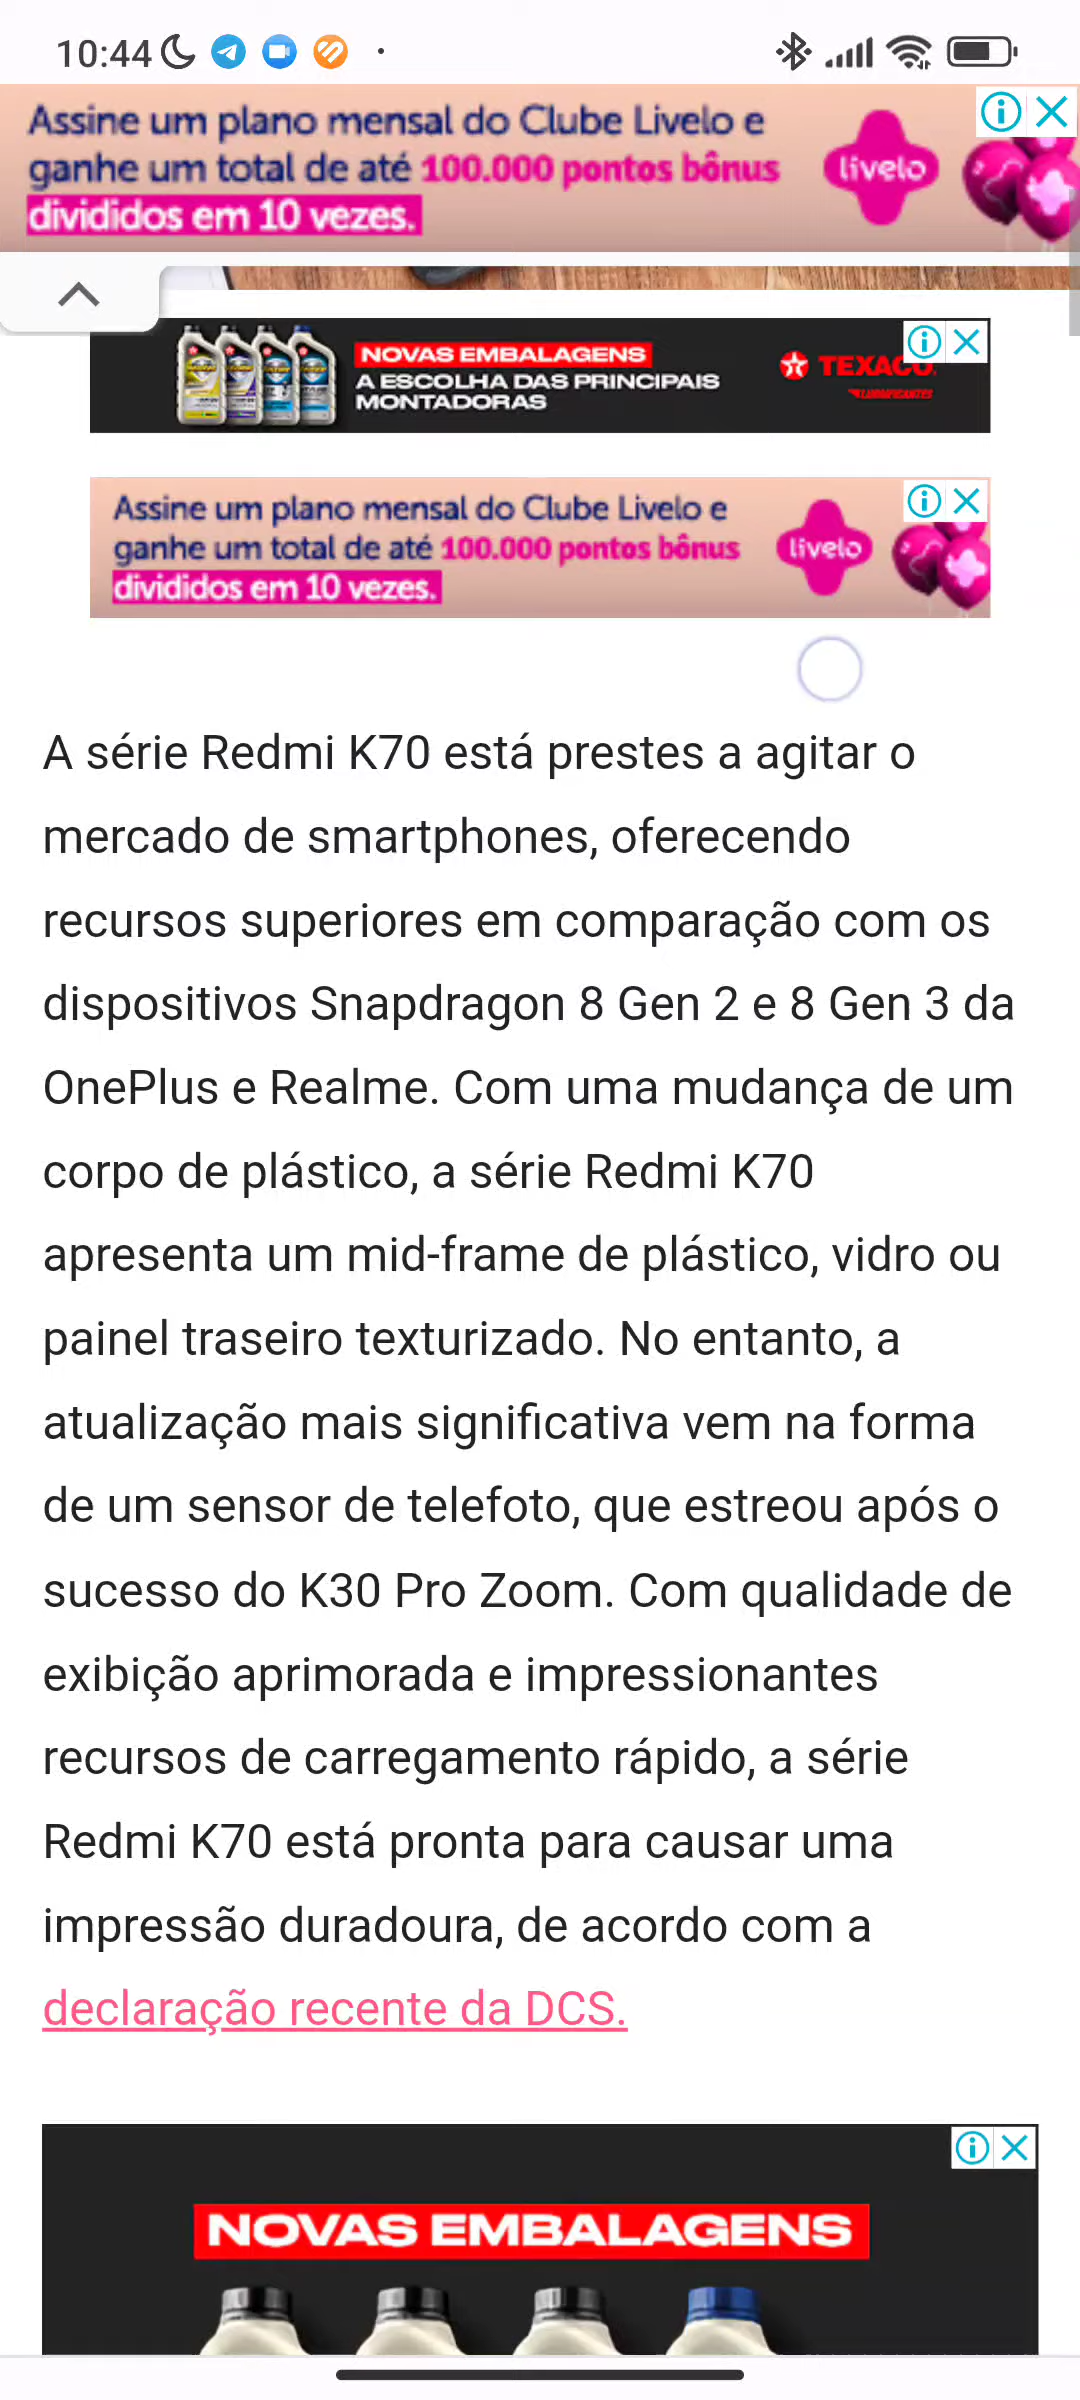 10:44
Assine um plano mensal do Clube Livelo e
ganhe um total de até 100.000 pontos bônus
divididos em 10 vezes.
livelo
NOVAS EMBALAGENS
A ESCOLHA DAS PRINCIPAIS
MONTADORAS
TEXACO.
LUBRIFICANTES
Assine um plano mensal do Clube Livelo e
ganhe um total de até 100.000 pontos bônus
divididos em 10 vezes.
livelo
A série Redmi K70 está prestes a agitar o
mercado de smartphones, oferecendo
recursos superiores em comparação com os
dispositivos Snapdragon 8 Gen 2 e 8 Gen 3 da
OnePlus e Realme. Com uma mudança de um
corpo de plástico, a série Redmi K70
apresenta um mid-frame de plástico, vidro ou
painel traseiro texturizado. No entanto, a
atualização mais significativa vem na forma
de um sensor de telefoto, que estreou após o
sucesso do K30 Pro Zoom. Com qualidade de
exibição aprimorada e impressionantes
recursos de carregamento rápido, a série
Redmi K70 está pronta para causar uma
impressão duradoura, de acordo com a
declaração recente da DCS.
NOVAS EMBALAGENS